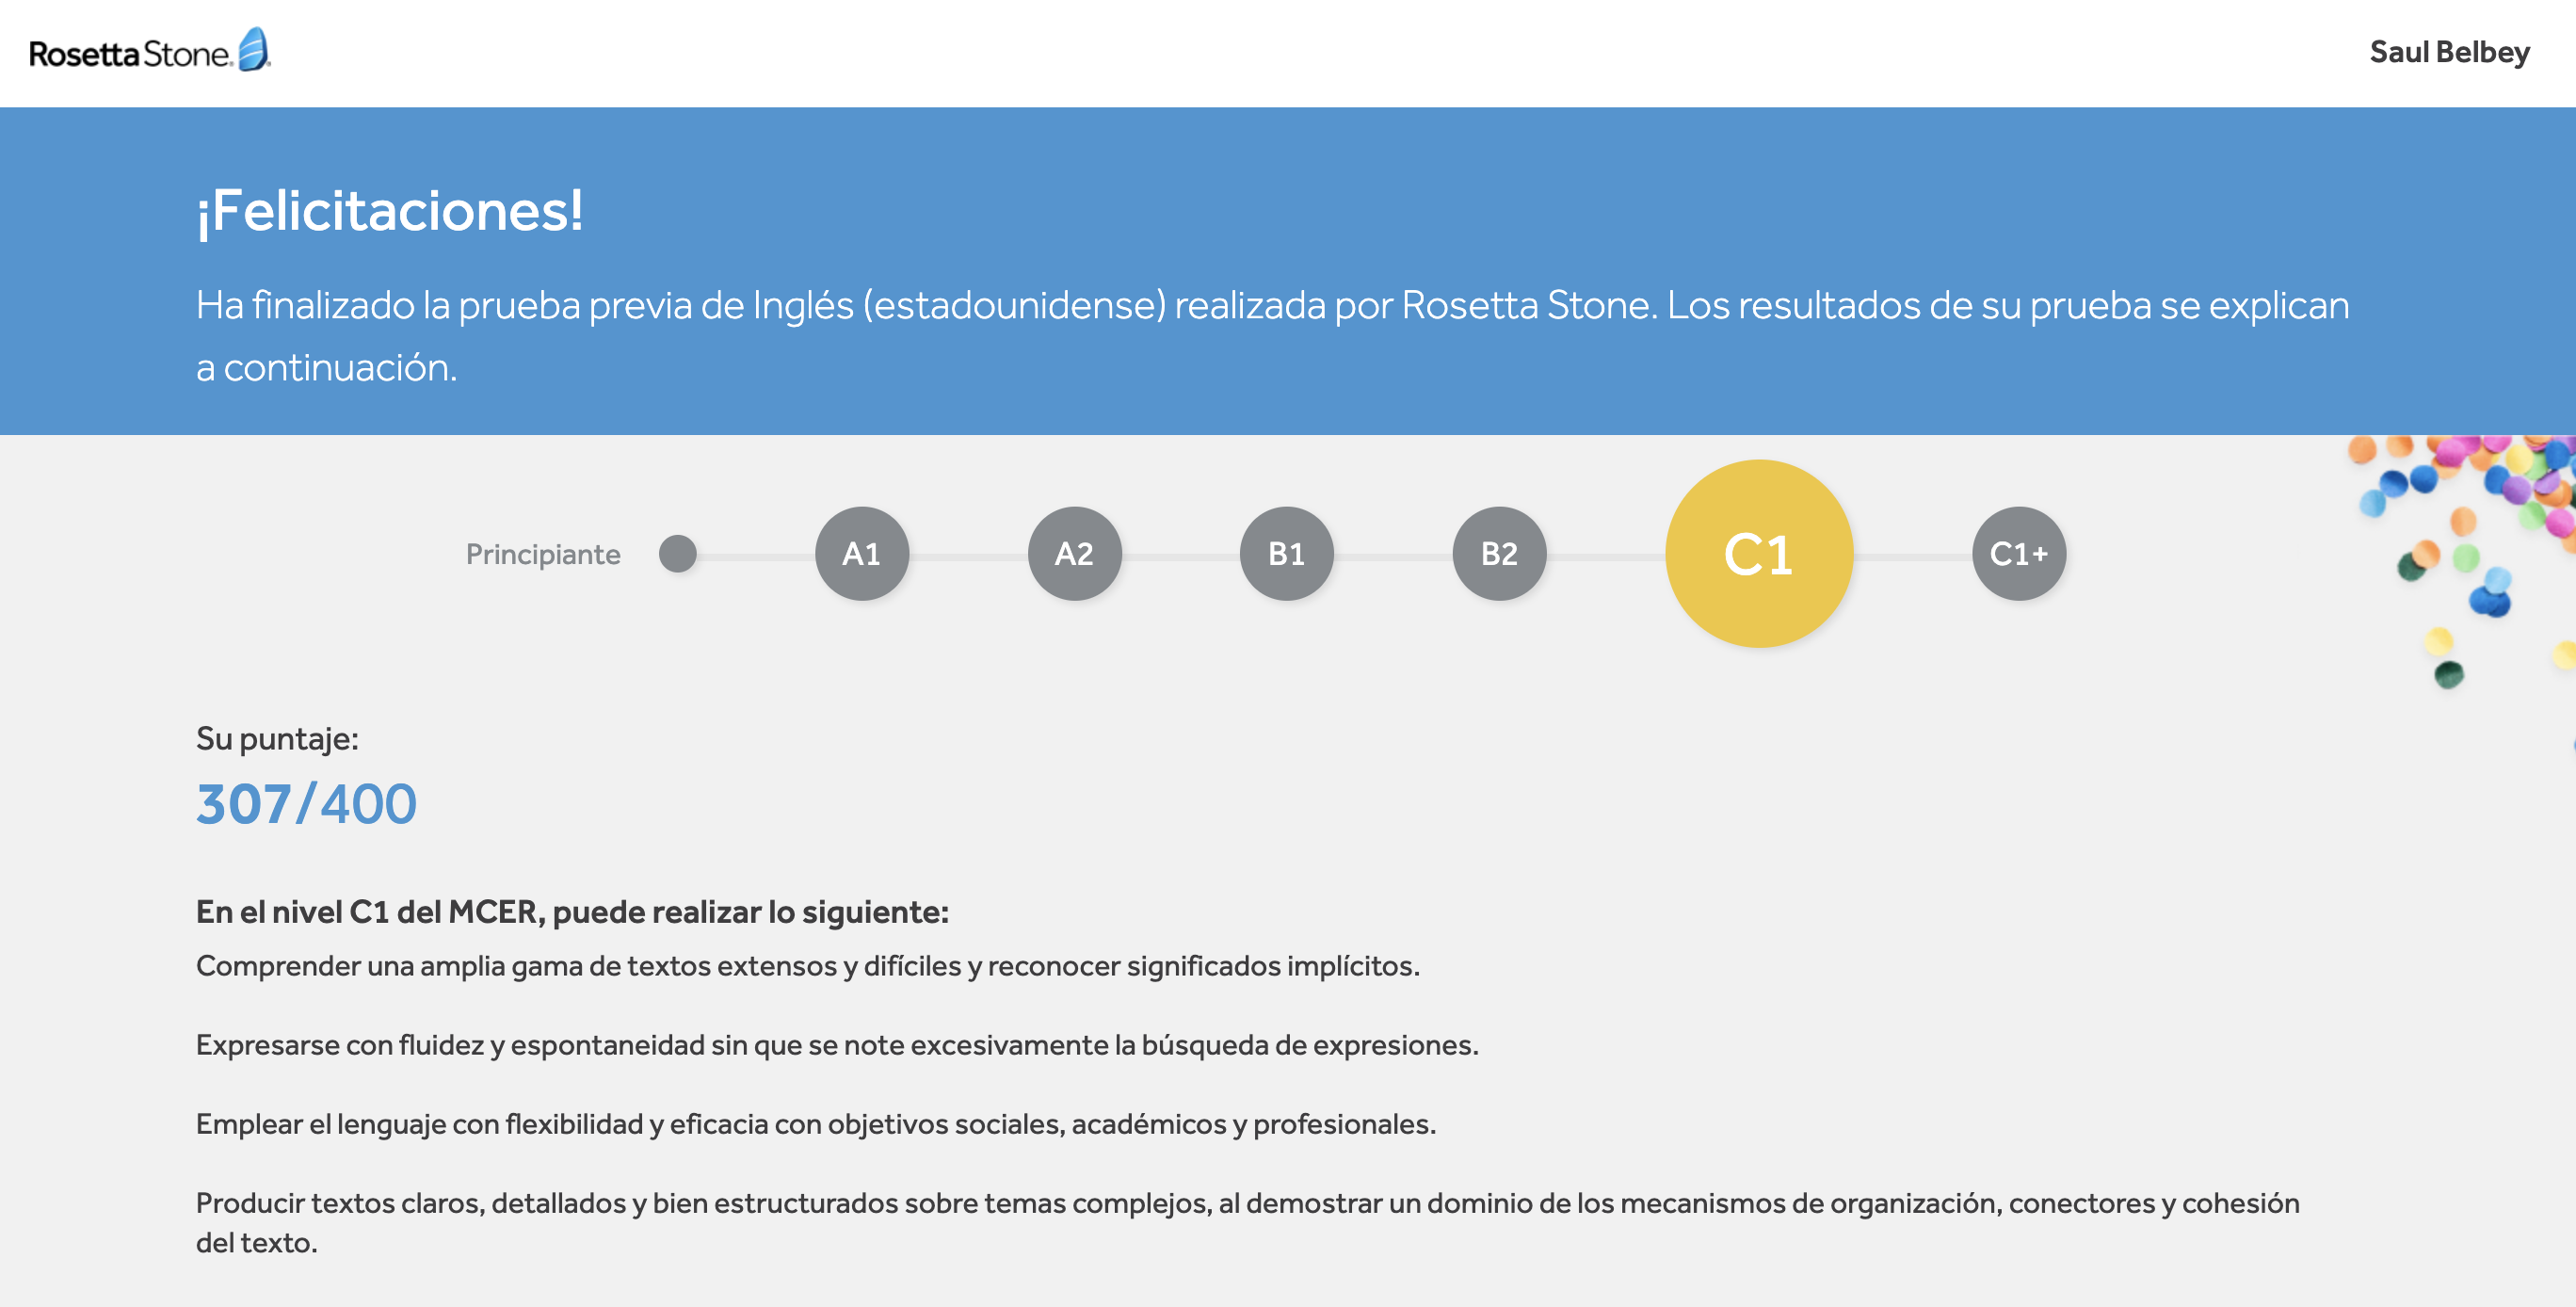 Rosetta Stone.
Saul Belbey
¡Felicitaciones!
Ha finalizado la prueba previa de Inglés (estadounidense) realizada por Rosetta Stone. Los resultados de su prueba se explican
a continuación.
Principiante
A1
A2
B1
B2
C1
C1+
Su puntaje:
307/400
En el nivel C1 del MCER, puede realizar lo siguiente:
Comprender una amplia gama de textos extensos y difíciles y reconocer significados implícitos.
Expresarse con fluidez y espontaneidad sin que se note excesivamente la búsqueda de expresiones.
Emplear el lenguaje con flexibilidad y eficacia con objetivos sociales, académicos y profesionales.
Producir textos claros, detallados y bien estructurados sobre temas complejos, al demostrar un dominio de los mecanismos de organización, conectores y cohesión
del texto.